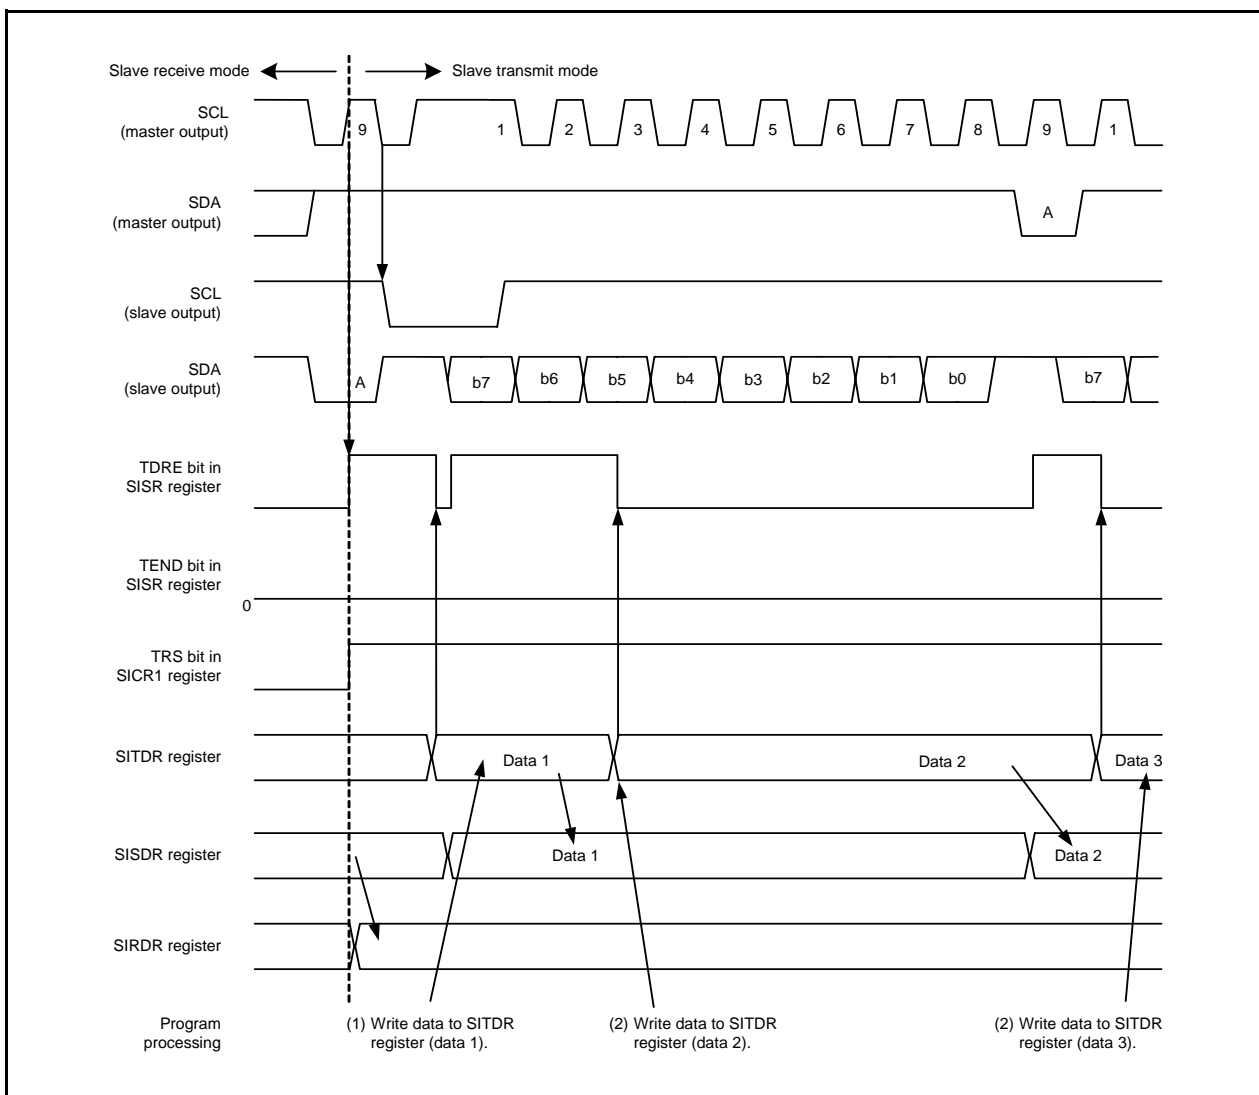 Slave receive mode
Slave transmit mode
SCL
(master output)
9 1 2 3 4 5 6 7 8 9 1
SDA
(master output)
A
SCL
(slave output)
SDA
(slave output)
A b7 b6 b5 b4 b3 b2 b1 b0 b7
TDRE bit in
SISR register
TEND bit in
SISR register
0
TRS bit in
SICR1 register
SITDR register
Data 1
Data 2
Data 3
SISDR register
Data 1
Data 2
SIRDR register
Program
processing
(1) Write data to SITDR
register (data 1).
(2) Write data to SITDR
register (data 2).
(2) Write data to SITDR
register (data 3).